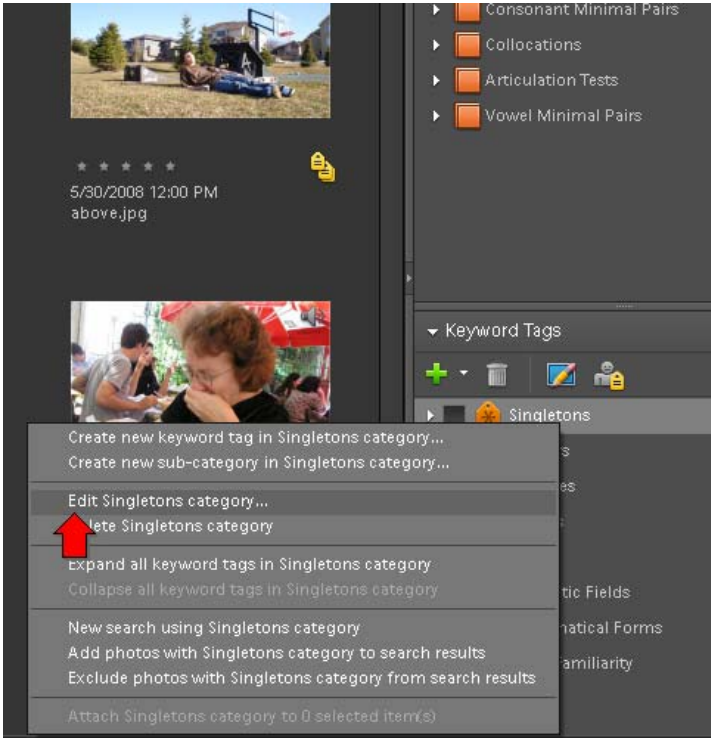 Consonant Minimal Pairs
Collocations
Articulation Tests
Vowel Minimal Pairs
5/30/2008 12:00 PM
above.jpg
Keyword Tags
Singletons
Create new keyword tag in Singletons category...
Create new sub-category in Singletons category...
Edit Singletons category...
Singletons category
Expand all keyword tags in Singletons category
Collapse all keyword tags in Singletons category
New search using Singletons category
Add photos with Singletons category to search results
Exclude photos with Singletons category from search results
Attach Singletons category to 0 selected item(s)
Fields
Forms